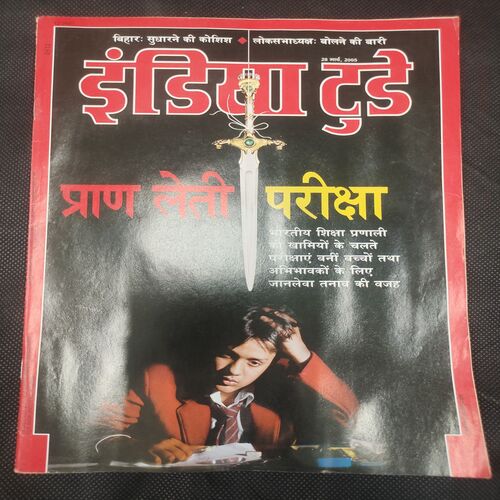 बिहारः सुधारने की कोशिश ◆ लोकसभाध्यक्षः बोलने की बारी
इंडिया टुडे
28 मार्च, 2005
प्राण लेती परीक्षा
भारतीय शिक्षा प्रणाली
की खामियों के चलते
परीक्षाएं बनीं बच्चों तथा
अभिभावकों के लिए
जानलेवा तनाव की वजह